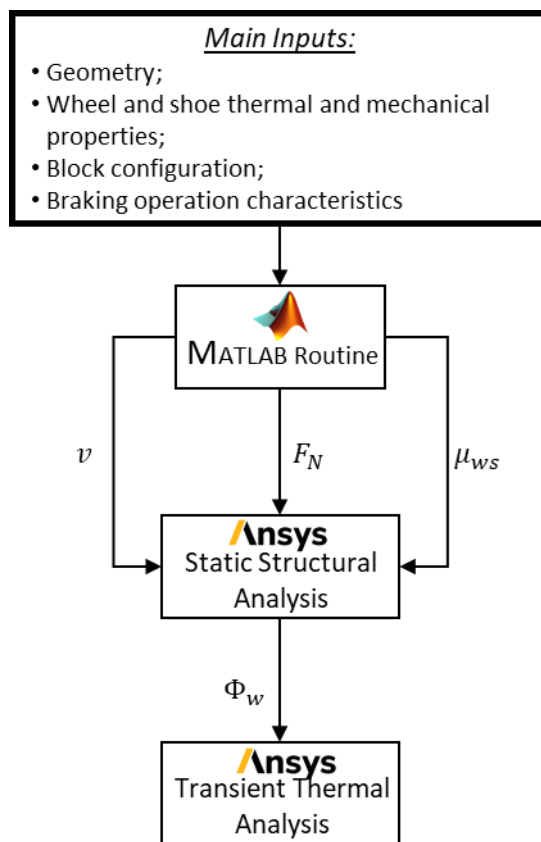 Main Inputs:
• Geometry;
• Wheel and shoe thermal and mechanical
properties;
• Block configuration;
• Braking operation characteristics
MATLAB Routine
v
F_N
μ_ws
Ansys
Static Structural
Analysis
Φ_w
Ansys
Transient Thermal
Analysis